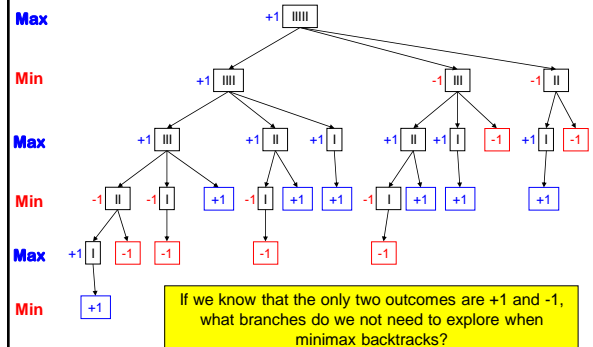 Max +1 IIIII
Min +1 IIII -1 III -1 II
Max +1 III +1 II +1 I +1 II +1 I -1 +1 I -1
Min -1 II -1 I +1 -1 I +1 +1 -1 I +1 +1 +1
Max +1 I -1 -1 -1 -1
Min +1
If we know that the only two outcomes are +1 and -1,
what branches do we not need to explore when
minimax backtracks?